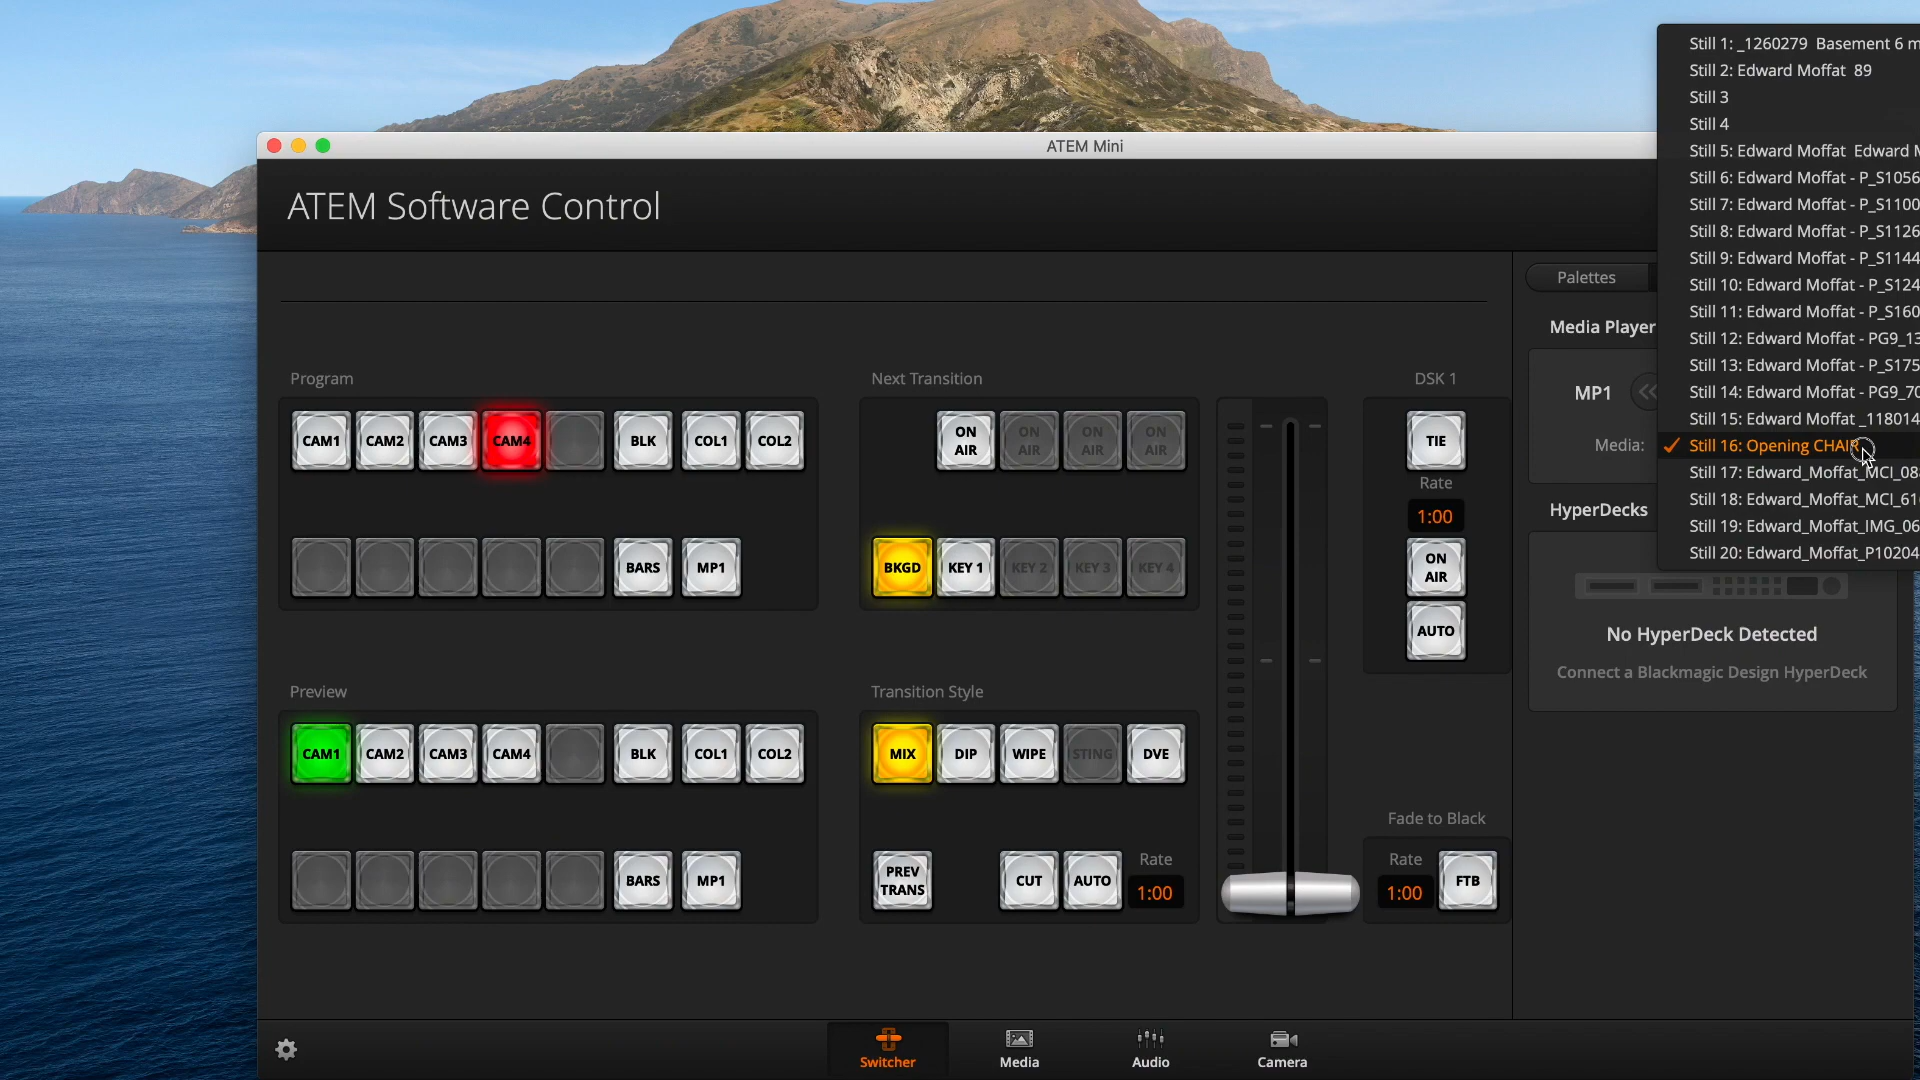 ATEM Mini
ATEM Software Control
Program
CAM1 CAM2 CAM3 CAM4 BLK COL1 COL2
BARS MP1
Preview
CAM1 CAM2 CAM3 CAM4 BLK COL1 COL2
BARS MP1
Next Transition
ON AIR ON AIR ON AIR ON AIR
BKGD KEY 1 KEY 2 KEY 3 KEY 4
Transition Style
MIX DIP WIPE STING DVE
PREV TRANS CUT AUTO Rate 1:00
DSK 1
TIE
Rate
1:00
ON AIR
AUTO
Fade to Black
Rate
1:00 FTB
Palettes
Media Player
MP1
Media:
Still 1: _1260279 Basement 6 m
Still 2: Edward Moffat 89
Still 3
Still 4
Still 5: Edward Moffat Edward M
Still 6: Edward Moffat - P_S1056
Still 7: Edward Moffat - P_S1100
Still 8: Edward Moffat - P_S1126
Still 9: Edward Moffat - P_S1144
Still 10: Edward Moffat - P_S124
Still 11: Edward Moffat - P_S160
Still 12: Edward Moffat - PG9_13
Still 13: Edward Moffat - P_S175
Still 14: Edward Moffat - PG9_70
Still 15: Edward Moffat _118014
Still 16: Opening CHAIR
Still 17: Edward_Moffat_MCI_08
Still 18: Edward_Moffat_MCI_61
Still 19: Edward_Moffat_IMG_06
Still 20: Edward_Moffat_P10204
HyperDecks
No HyperDeck Detected
Connect a Blackmagic Design HyperDeck
Switcher Media Audio Camera